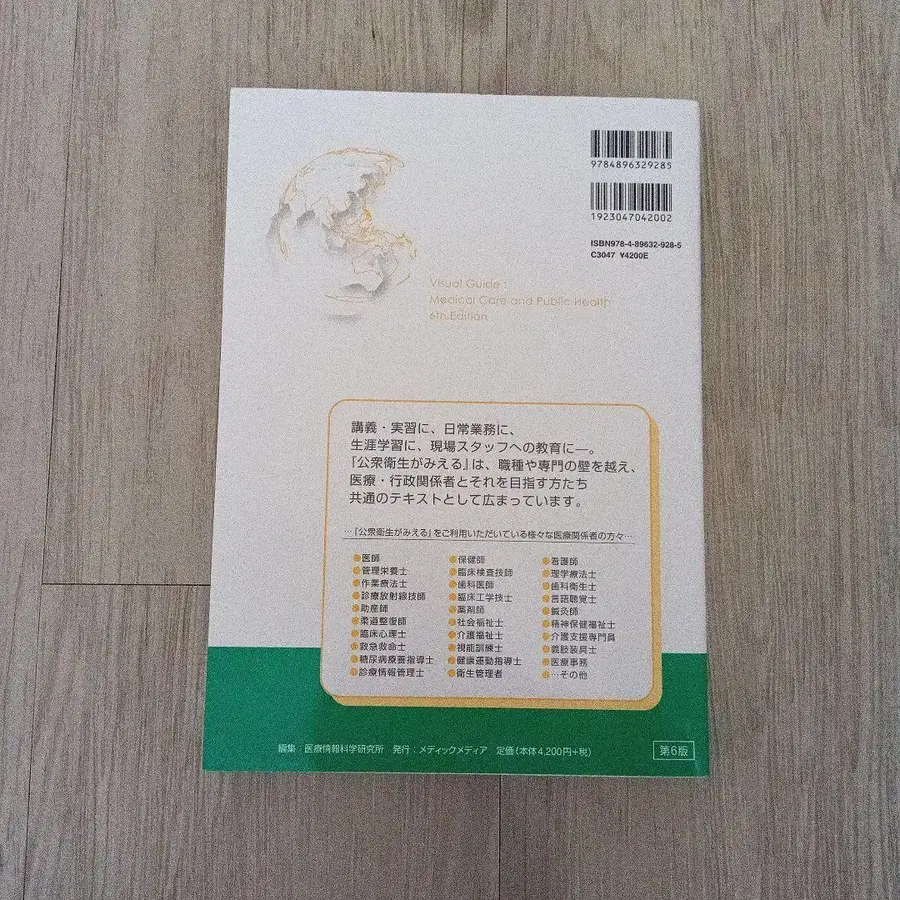 9784896329285
1923047042002
ISBN978-4-89632-928-5
C3047 ¥4200E
Visual Guide :
Medical Care and Public Health
6th Edition
講義・実習に、日常業務に、
生涯学習に、現場スタッフへの教育に―。
『公衆衛生がみえる』は、職種や専門の壁を越え、
医療・行政関係者とそれを目指す方たち
共通のテキストとして広まっています。
…『公衆衛生がみえる』をご利用いただいている様々な医療関係者の方々…
●医師 ●保健師 ●看護師
●管理栄養士 ●臨床検査技師 ●理学療法士
●作業療法士 ●歯科医師 ●歯科衛生士
●診療放射線技師 ●臨床工学技士 ●言語聴覚士
●助産師 ●薬剤師 ●鍼灸師
●柔道整復師 ●社会福祉士 ●精神保健福祉士
●臨床心理士 ●介護福祉士 ●介護支援専門員
●救急救命士 ●視能訓練士 ●義肢装具士
●糖尿病療養指導士 ●健康運動指導士 ●医療事務
●診療情報管理士 ●衛生管理者 ●…その他
編集：医療情報科学研究所 発行：メディックメディア 定価（本体4,200円+税）
第6版